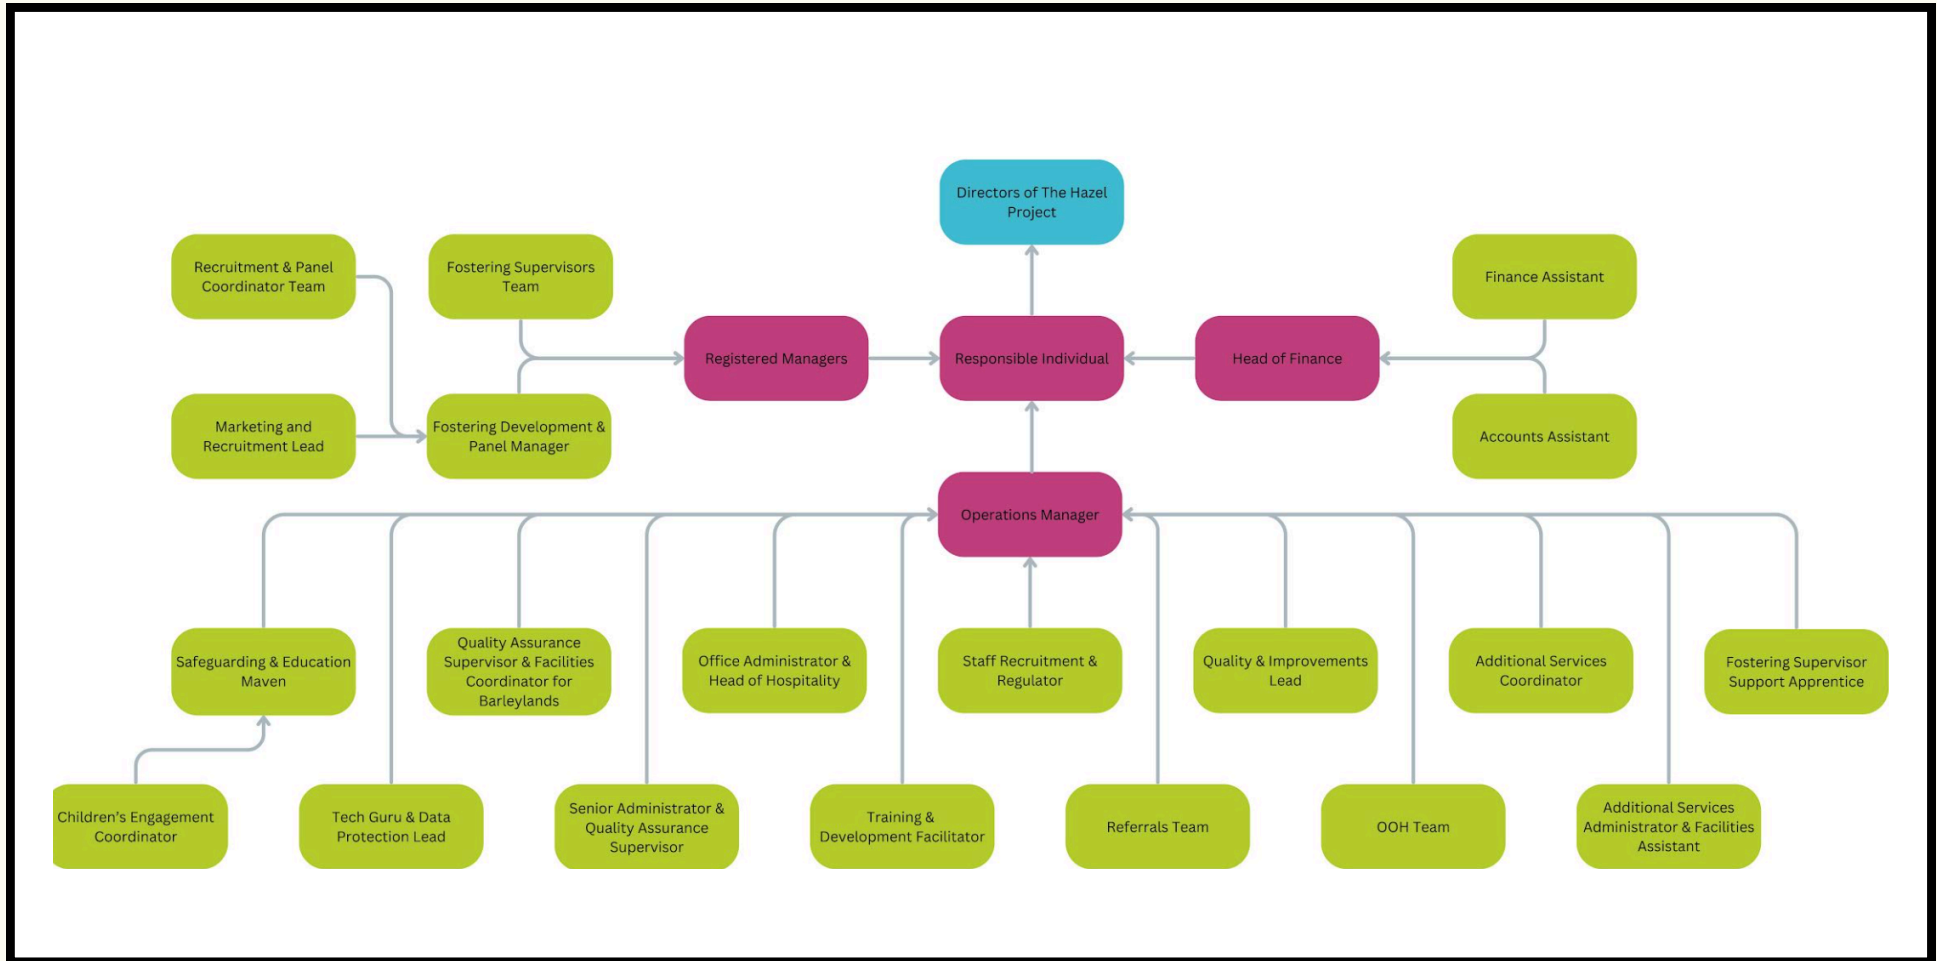 Directors of The Hazel
Project
Recruitment & Panel
Coordinator Team
Fostering Supervisors
Team
Finance Assistant
Registered Managers
Responsible Individual
Head of Finance
Marketing and
Recruitment Lead
Fostering Development &
Panel Manager
Accounts Assistant
Operations Manager
Safeguarding & Education
Maven
Quality Assurance
Supervisor & Facilities
Coordinator for
Barleylands
Office Administrator &
Head of Hospitality
Staff Recruitment &
Regulator
Quality & Improvements
Lead
Additional Services
Coordinator
Fostering Supervisor
Support Apprentice
Children’s Engagement
Coordinator
Tech Guru & Data
Protection Lead
Senior Administrator &
Quality Assurance
Supervisor
Training &
Development Facilitator
Referrals Team
OOH Team
Additional Services
Administrator & Facilities
Assistant